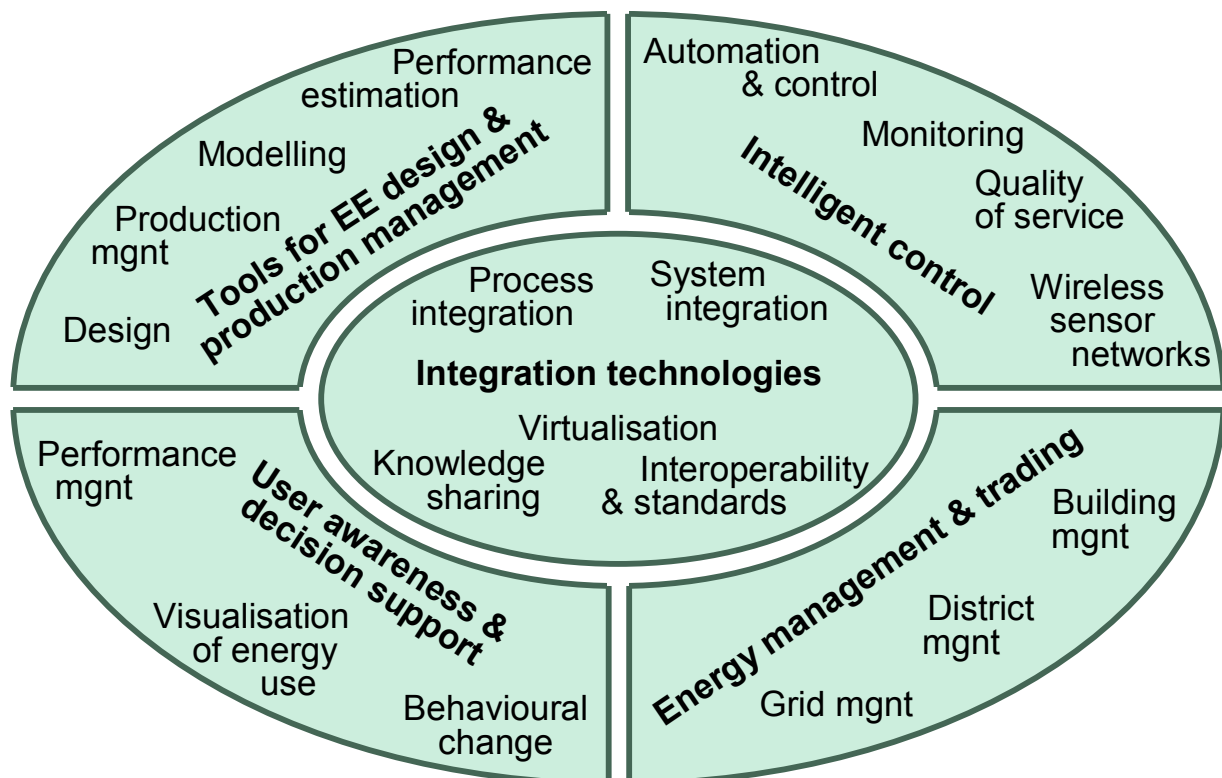 Performance
estimation
Modelling
Production
mgnt
Design
Tools for EE design &
production management
Automation
& control
Monitoring
Quality
of service
Wireless
sensor
networks
Intelligent control
Process
integration
System
integration
Integration technologies
Virtualisation
Knowledge
sharing
Interoperability
& standards
Performance
mgnt
User awareness &
decision support
Visualisation
of energy
use
Behavioural
change
Energy management & trading
Building
mgnt
District
mgnt
Grid mgnt